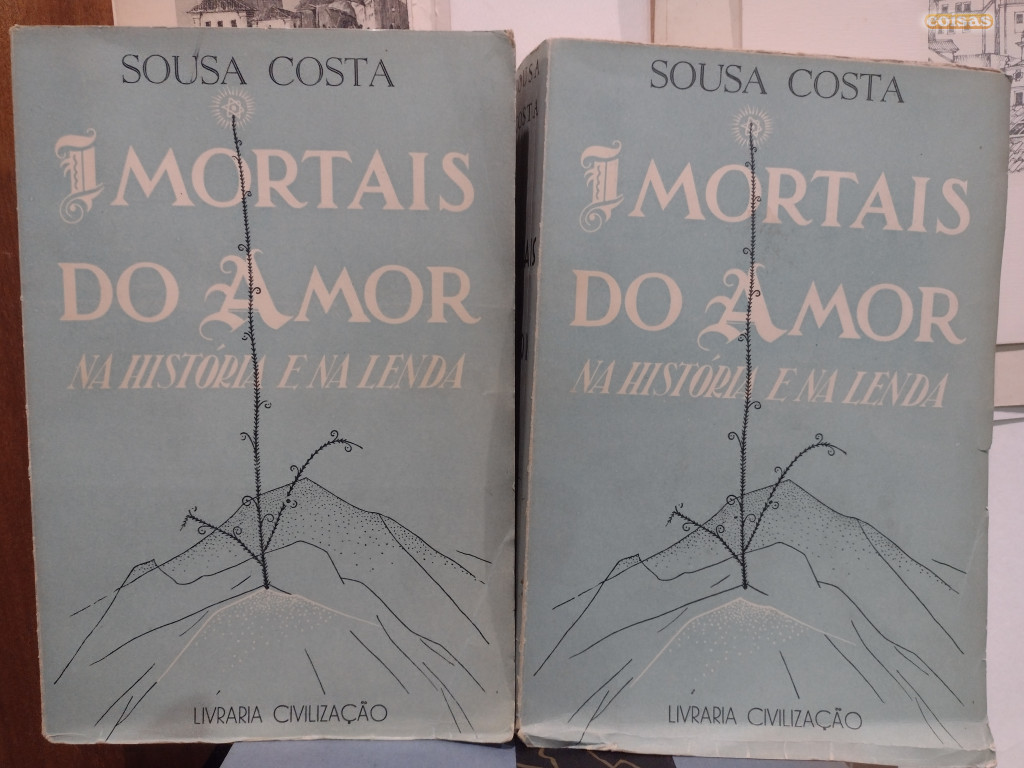 coisas
SOUSA COSTA
IMORTAIS
DO AMOR
NA HISTÓRIA E NA LENDA
LIVRARIA CIVILIZAÇÃO
SOUSA COSTA
IMORTAIS
DO AMOR
NA HISTÓRIA E NA LENDA
LIVRARIA CIVILIZAÇÃO